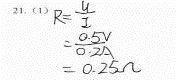 21. (1) R = U/I
= 0.5V/0.2A
= 0.25Ω